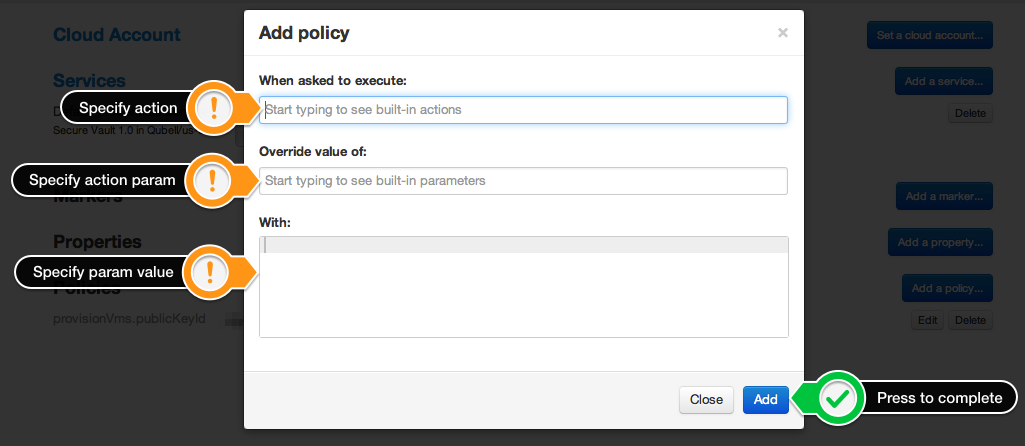 Add policy
×
When asked to execute:
Start typing to see built-in actions
Override value of:
Start typing to see built-in parameters
With:
Close
Add
Specify action
!
Specify action param
!
Specify param value
!
Press to complete
Cloud Account
Set a cloud account...
Services
Add a service...
Secure Vault 1.0 in Qubell/us
Delete
Markers
Add a marker...
Properties
Add a property...
Policies
Add a policy...
provisionVms.publicKeyId
Edit
Delete